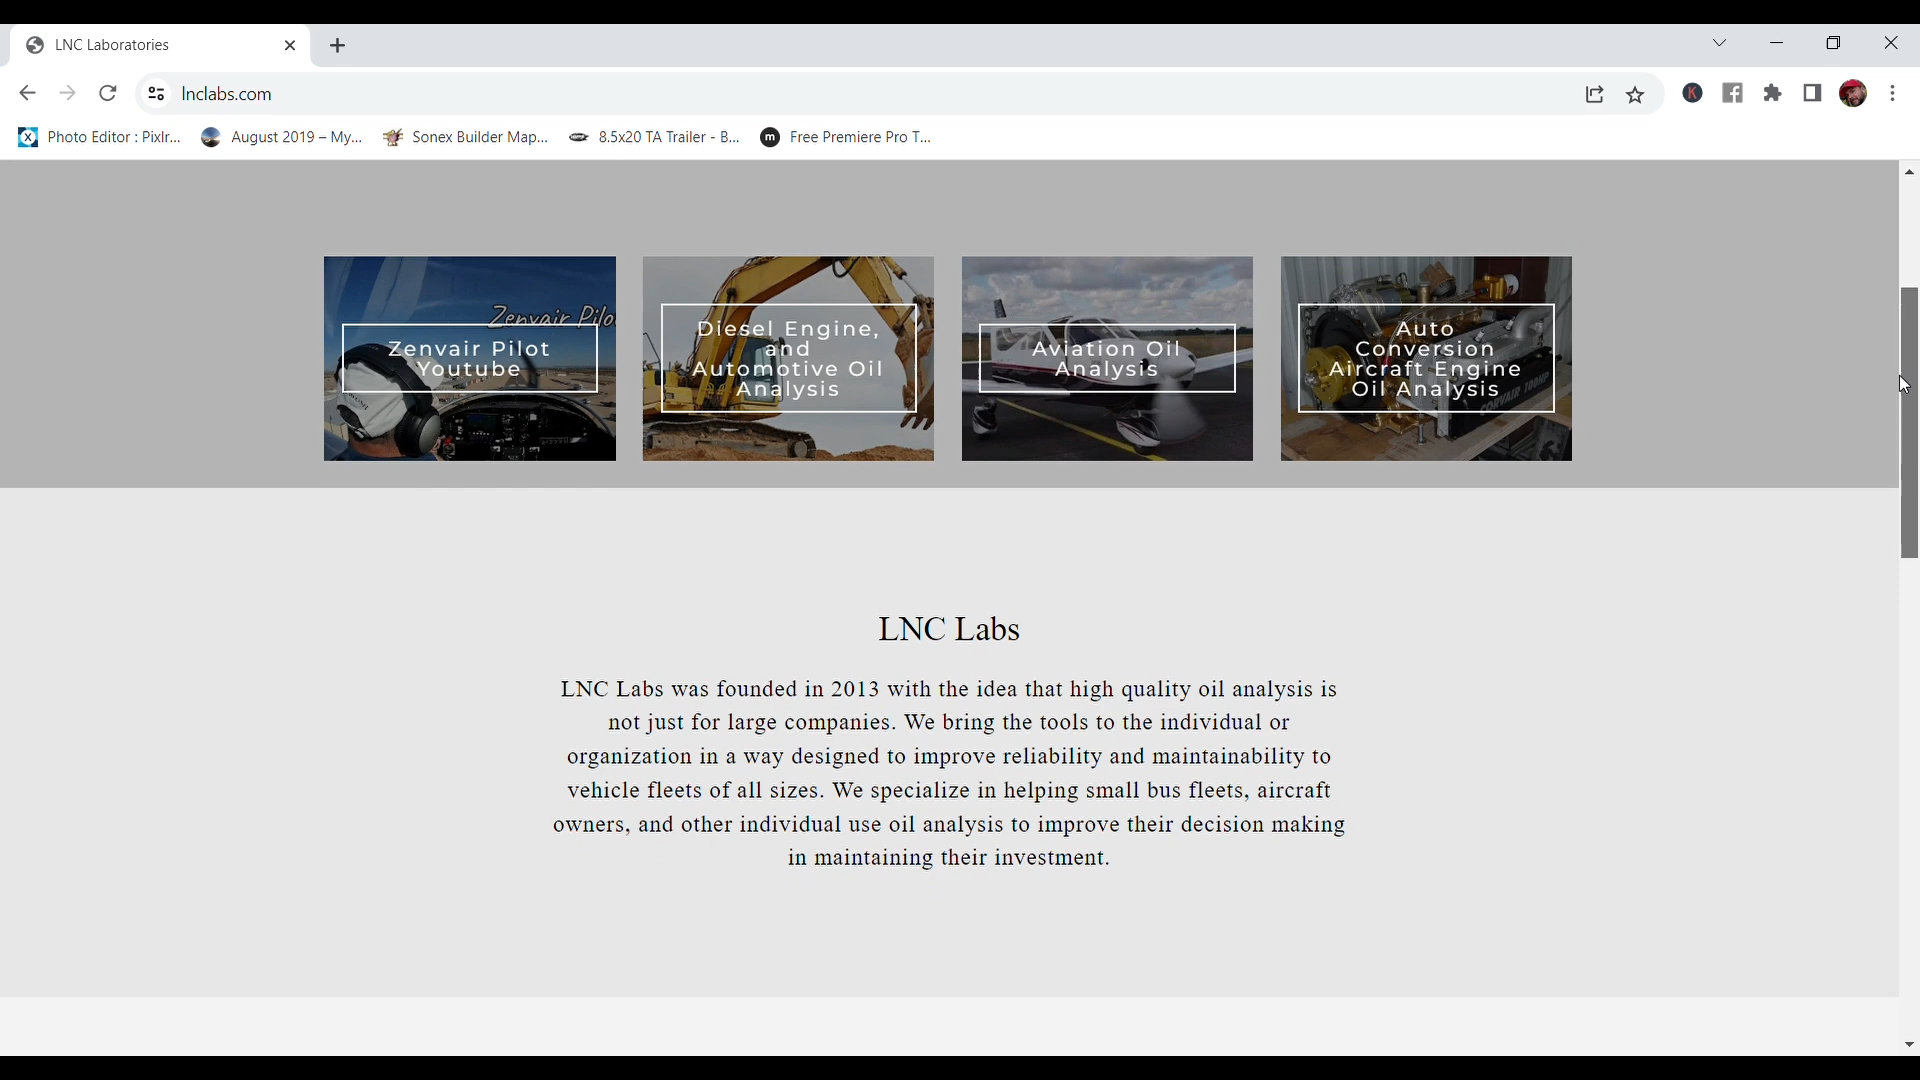 LNC Laboratories
lnclabs.com
Photo Editor : Pixlr...
August 2019 – My...
Sonex Builder Map...
8.5x20 TA Trailer - B...
m
Free Premiere Pro T...
K
Zenvair Pilo
Zenvair Pilot
Youtube
Diesel Engine,
and
Automotive Oil
Analysis
Aviation Oil
Analysis
Auto
Conversion
Aircraft Engine
Oil Analysis
CORVAIR 100HP
LNC Labs
LNC Labs was founded in 2013 with the idea that high quality oil analysis is
not just for large companies. We bring the tools to the individual or
organization in a way designed to improve reliability and maintainability to
vehicle fleets of all sizes. We specialize in helping small bus fleets, aircraft
owners, and other individual use oil analysis to improve their decision making
in maintaining their investment.